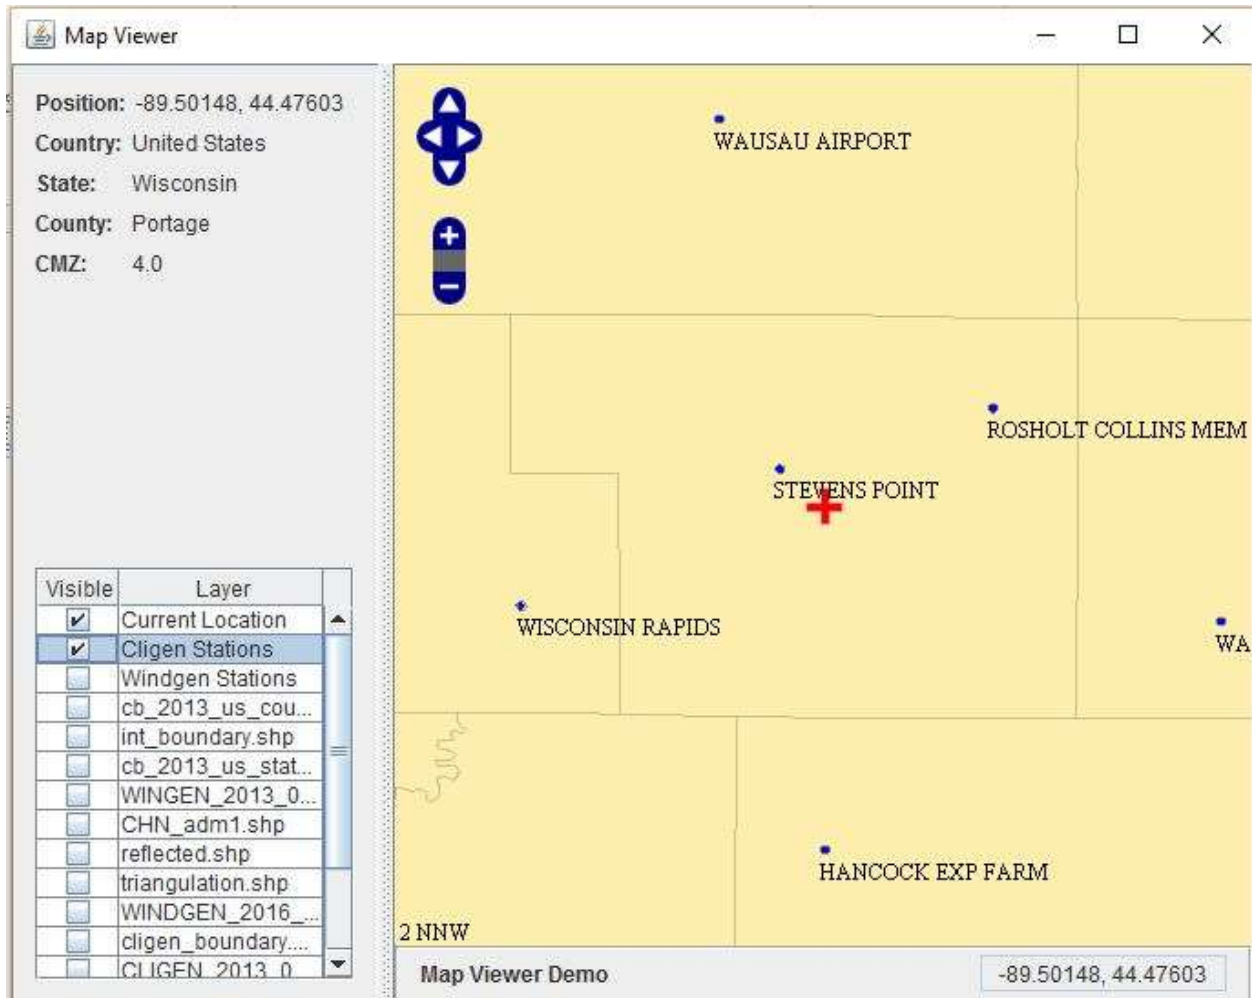 Map Viewer
Position: -89.50148, 44.47603
Country: United States
State: Wisconsin
County: Portage
CMZ: 4.0
Visible Layer
Current Location
Cligen Stations
Windgen Stations
cb_2013_us_cou...
int_boundary.shp
cb_2013_us_stat...
WINGEN_2013_0...
CHN_adm1.shp
reflected.shp
triangulation.shp
WINDGEN_2016_...
cligen_boundary....
CLIGEN_2013_0
WAUSAU AIRPORT
ROSHOLT COLLINS MEM
STEVENS POINT
WISCONSIN RAPIDS
WA
HANCOCK EXP FARM
2 NNW
Map Viewer Demo
-89.50148, 44.47603